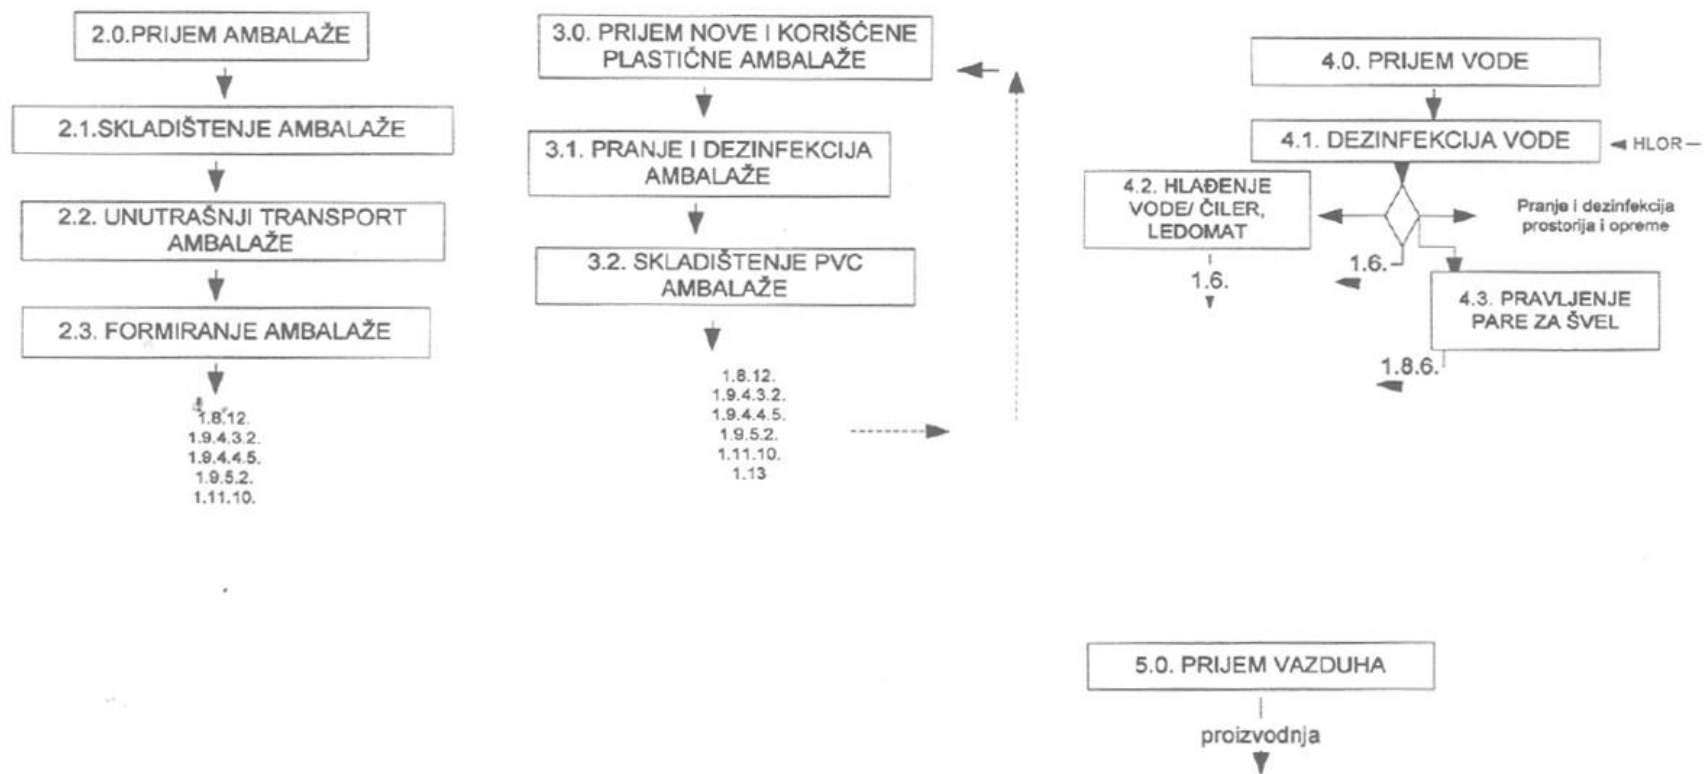 2.0.PRIJEM AMBALAŽE
2.1.SKLADIŠTENJE AMBALAŽE
2.2. UNUTRAŠNJI TRANSPORT
AMBALAŽE
2.3. FORMIRANJE AMBALAŽE
1.8.12.
1.9.4.3.2.
1.9.4.4.5.
1.9.5.2.
1.11.10.
3.0. PRIJEM NOVE I KORIŠĆENE
PLASTIČNE AMBALAŽE
3.1. PRANJE I DEZINFEKCIJA
AMBALAŽE
3.2. SKLADIŠTENJE PVC
AMBALAŽE
1.8.12.
1.9.4.3.2.
1.9.4.4.5.
1.9.5.2.
1.11.10.
1.13
4.0. PRIJEM VODE
4.1. DEZINFEKCIJA VODE
HLOR
4.2. HLAĐENJE
VODE/ ČILER,
LEDOMAT
1.6.
1.6.
Pranje i dezinfekcija
prostorija i opreme
4.3. PRAVLJENJE
PARE ZA ŠVEL
1.8.6.
5.0. PRIJEM VAZDUHA
proizvodnja